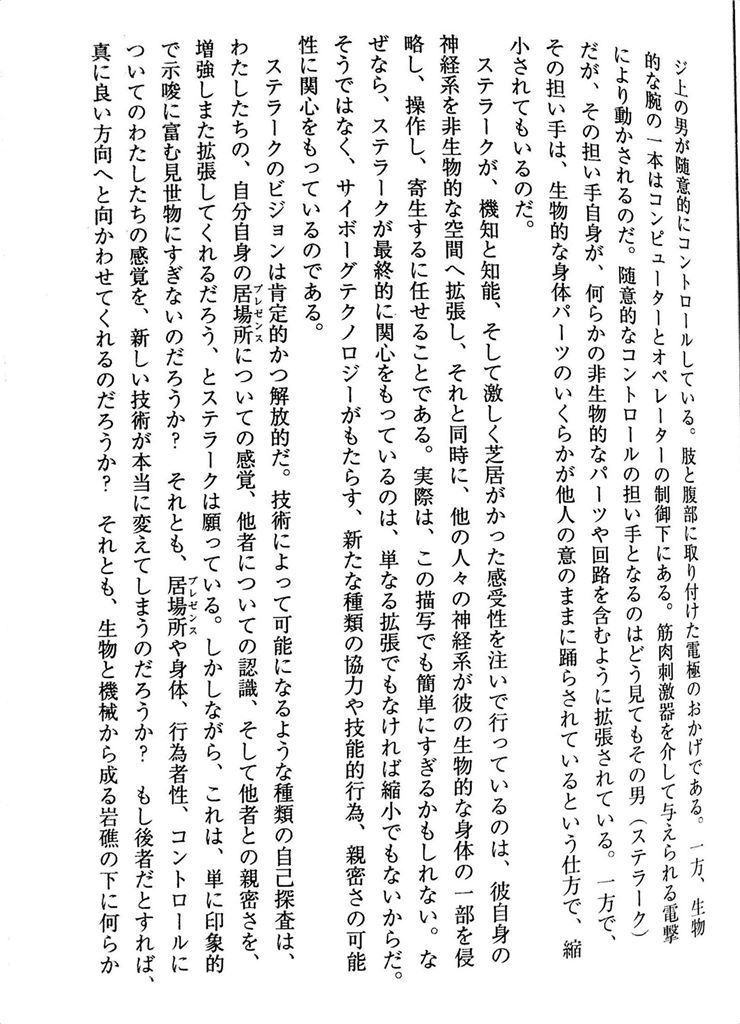 ジ上の男が随意的にコントロールしている。肢と腹部に取り付けた電極のおかげである。一方、生物
的な腕の一本はコンピューターとオペレーターの制御下にある。筋肉刺激器を介して与えられる電撃
により動かされるのだ。随意的なコントロールの担い手となるのはどう見てもその男（ステラーク）
だが、その担い手自身が、何らかの非生物的なパーツや回路を含むように拡張されている。一方で、
その担い手は、生物的な身体パーツのいくらかが他人の意のままに踊らされているという仕方で、縮
小されてもいるのだ。
ステラークが、機知と知能、そして激しく芝居がかった感受性を注いで行っているのは、彼自身の
神経系を非生物的な空間へ拡張し、それと同時に、他の人々の神経系が彼の生物的な身体の一部を侵
略し、操作し、寄生するに任せることである。実際は、この描写でも簡単にすぎるかもしれない。な
ぜなら、ステラークが最終的に関心をもっているのは、単なる拡張でもなければ縮小でもないからだ。
そうではなく、サイボーグテクノロジーがもたらす、新たな種類の協力や技能的行為、親密さの可能
性に関心をもっているのである。
ステラークのビジョンは肯定的かつ解放的だ。技術によって可能になるような種類の自己探査は、
わたしたちの、自分自身の居場所プレゼンスについての感覚、他者についての認識、そして他者との親密さを、
増強しまた拡張してくれるだろう、とステラークは願っている。しかしながら、これは、単に印象的
で示唆に富む見世物にすぎないのだろうか？　それとも、居場所プレゼンスや身体、行為者性、コントロールに
ついてのわたしたちの感覚を、新しい技術が本当に変えてしまうのだろうか？　もし後者だとすれば、
真に良い方向へと向かわせてくれるのだろうか？　それとも、生物と機械から成る岩礁の下に何らか